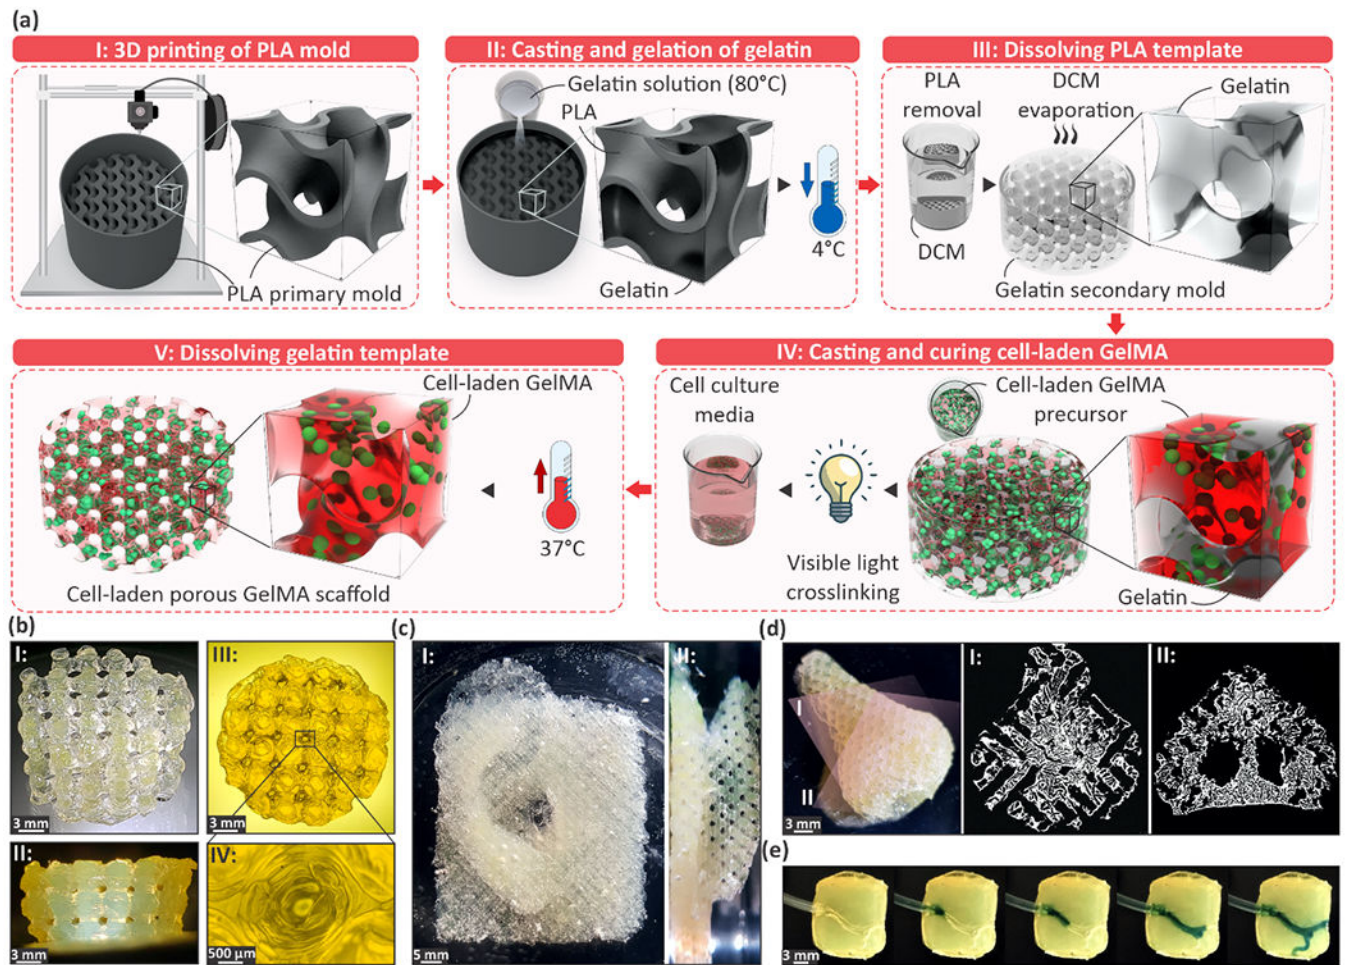 (a)
I: 3D printing of PLA mold
PLA primary mold
II: Casting and gelation of gelatin
Gelatin solution (80°C)
PLA
4°C
Gelatin
III: Dissolving PLA template
PLA
removal
DCM
evaporation
Gelatin
DCM
Gelatin secondary mold
V: Dissolving gelatin template
Cell-laden GelMA
37°C
Cell-laden porous GelMA scaffold
IV: Casting and curing cell-laden GelMA
Cell culture
media
Cell-laden GelMA
precursor
Visible light
crosslinking
Gelatin
(b)
I:
3 mm
III:
3 mm
II:
3 mm
IV:
500 μm
(c)
I:
5 mm
II:
(d)
I
II
3 mm
I:
II:
(e)
3 mm